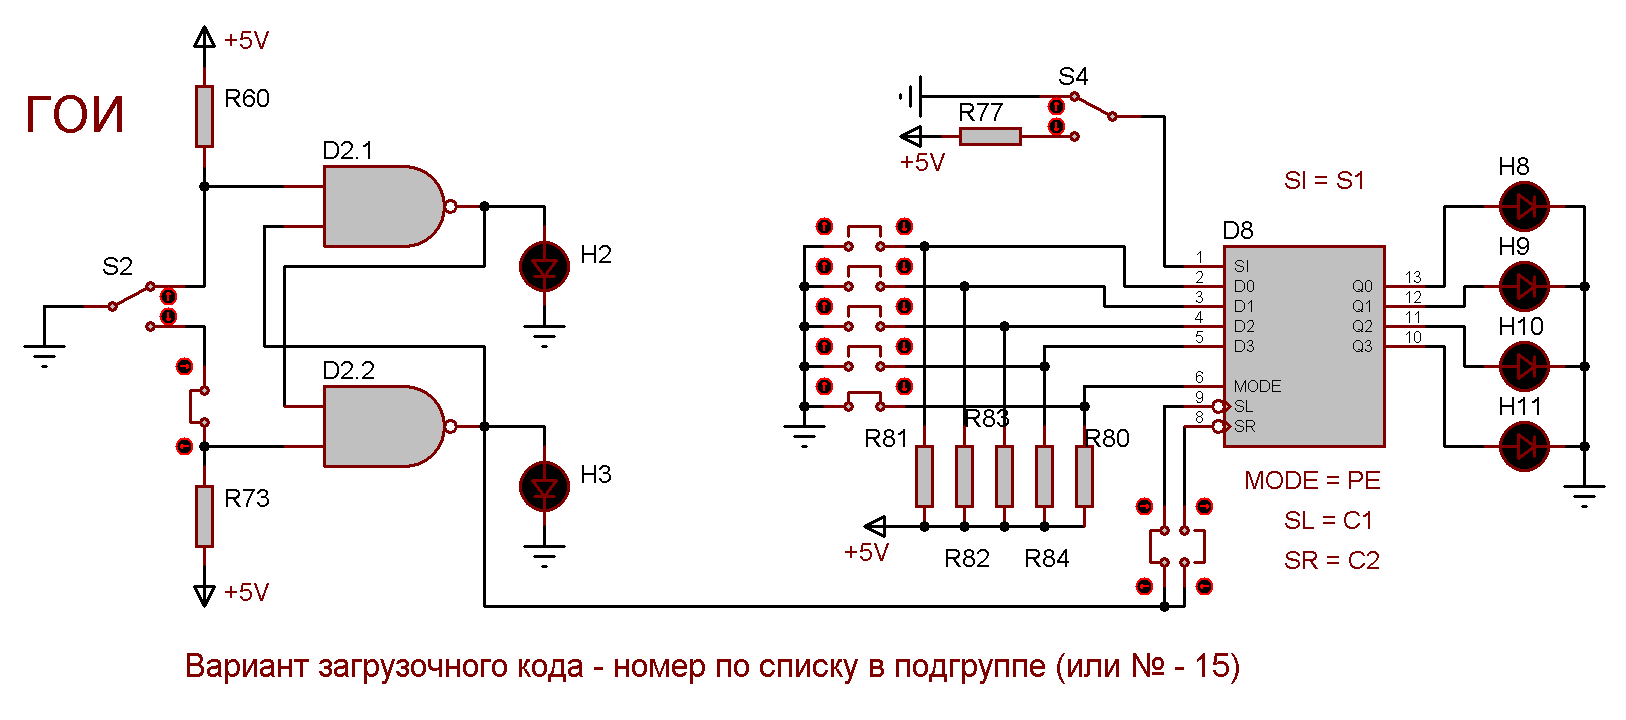 +5V
ГОИ
R60
D2.1
S2
H2
D2.2
R73
H3
+5V
S4
R77
+5V
SI = S1
D8
1
SI
2
D0
3
D1
4
D2
5
D3
6
MODE
9
SL
8
SR
Q0
13
Q1
12
Q2
11
Q3
10
H8
H9
H10
H11
R81
R83
R80
+5V
R82
R84
MODE = PE
SL = C1
SR = C2
Вариант загрузочного кода - номер по списку в подгруппе (или № - 15)